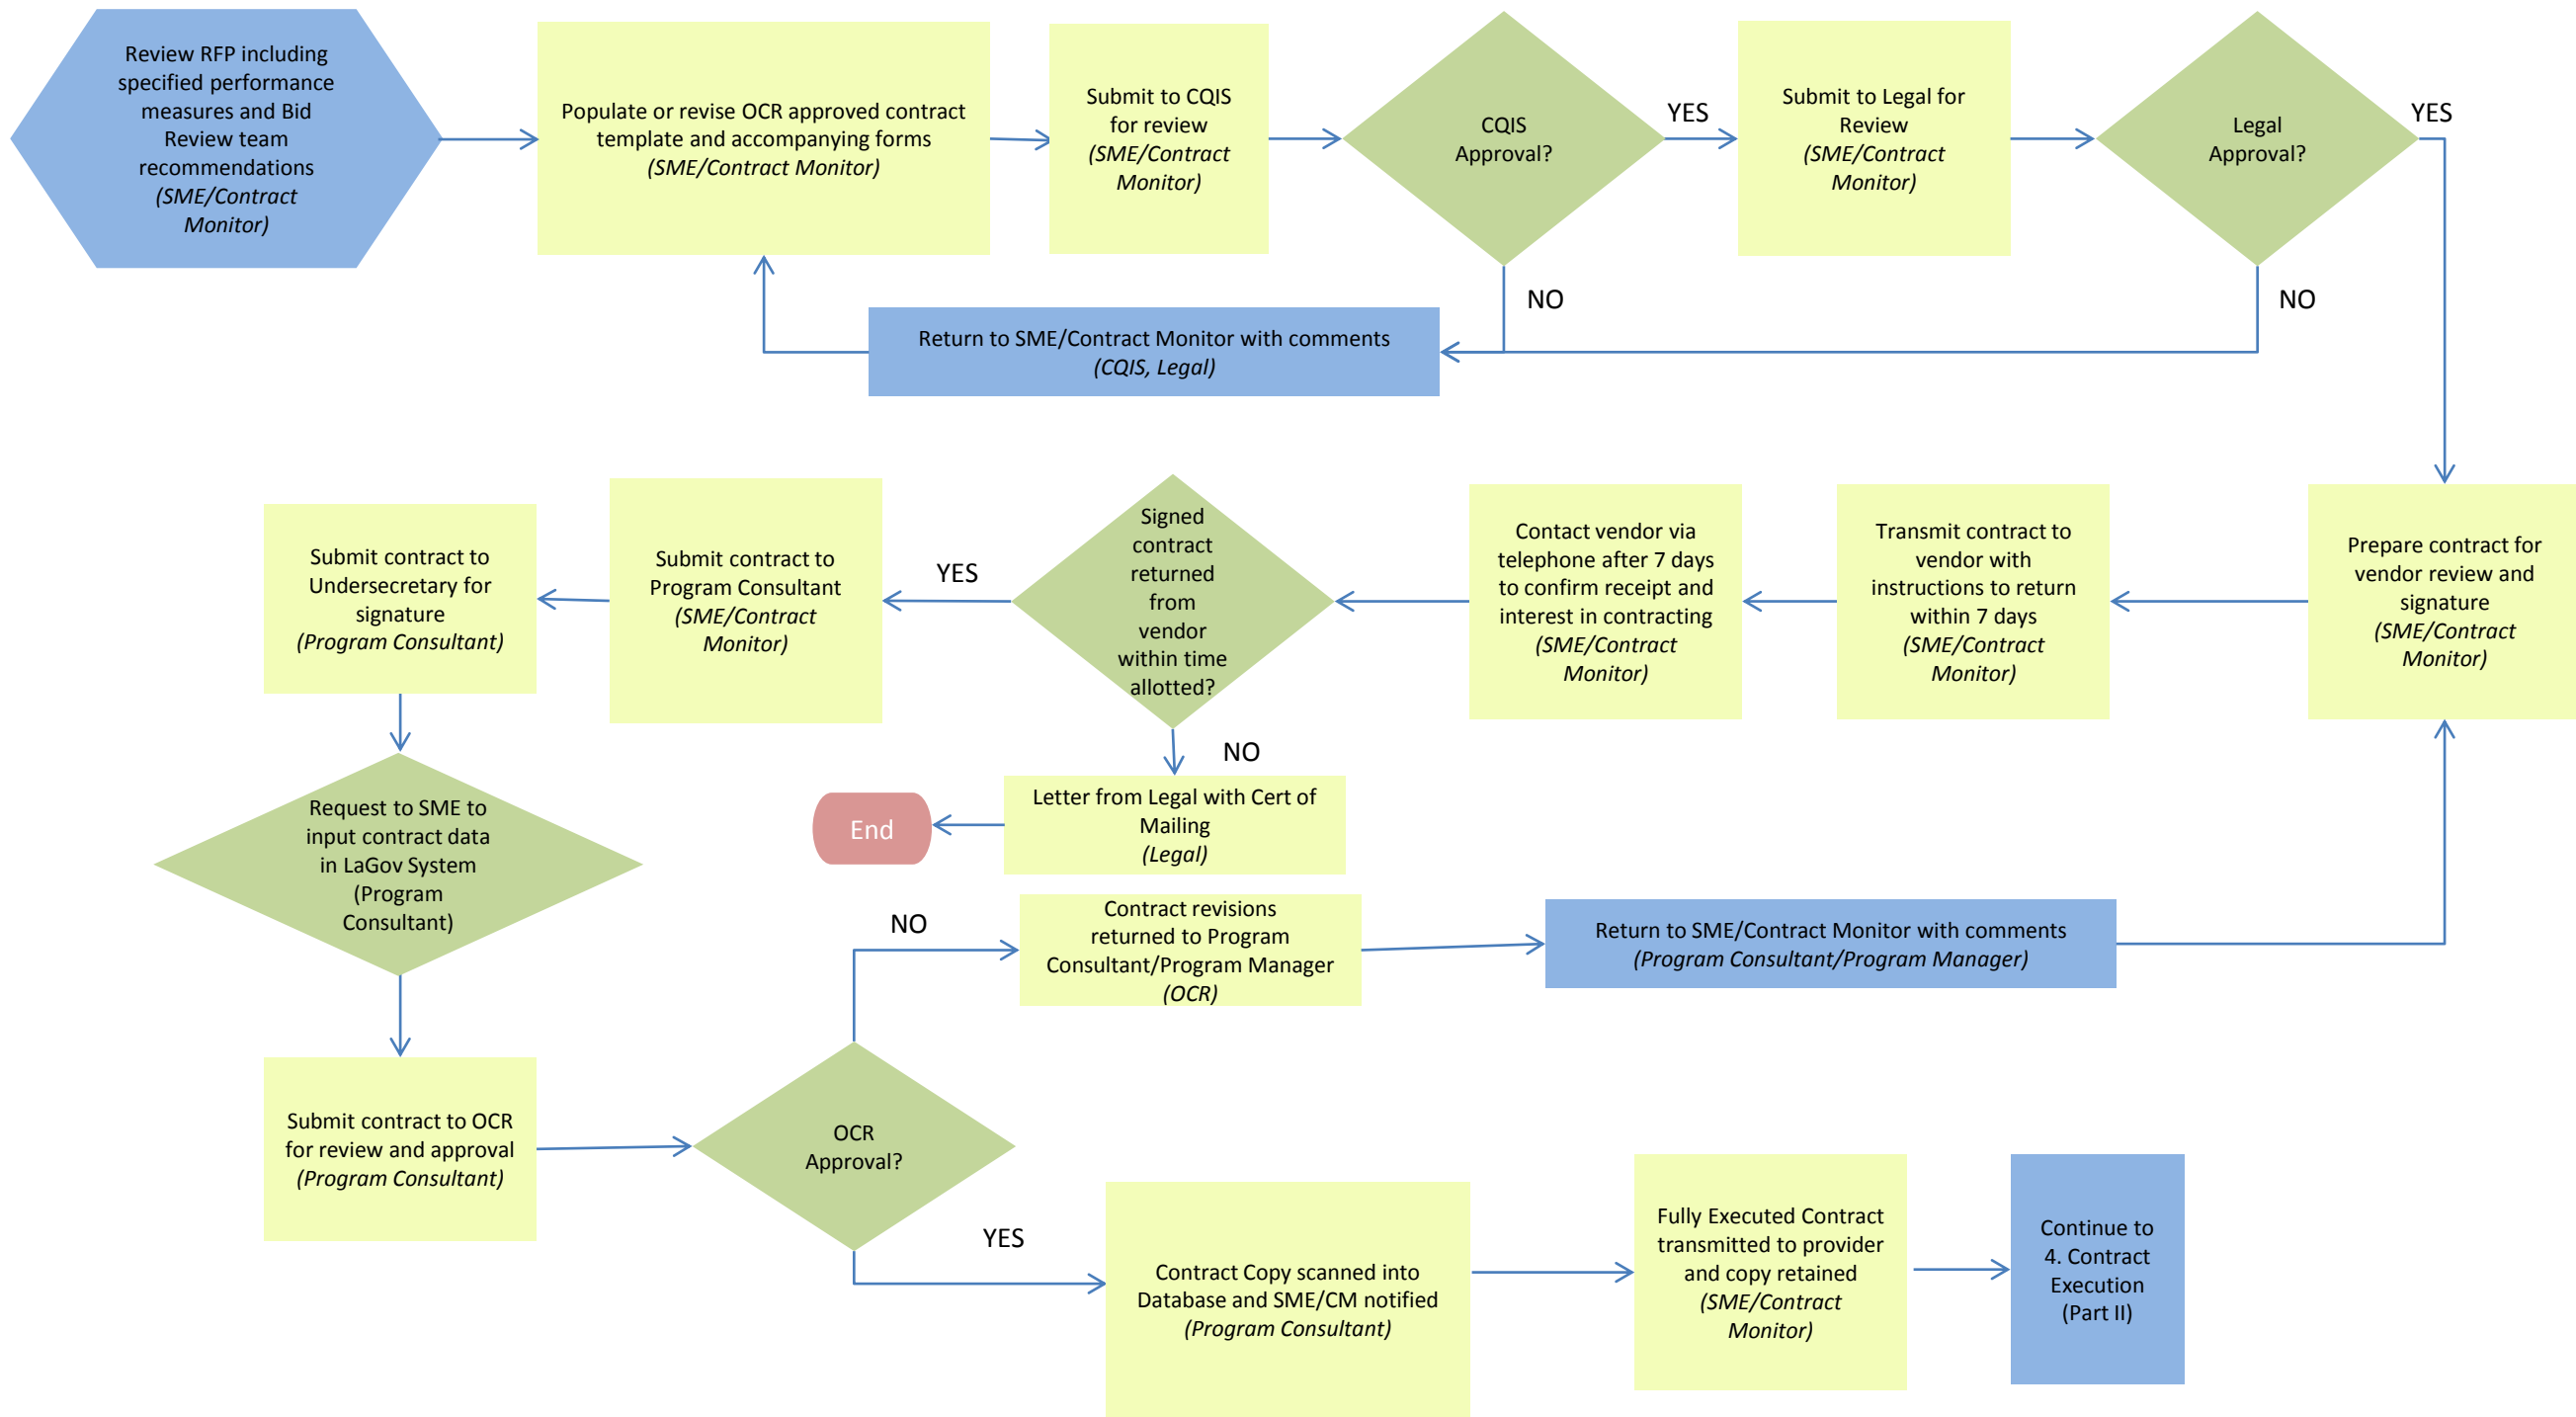 Review RFP including
specified performance
measures and Bid
Review team
recommendations
(SME/Contract
Monitor)
Populate or revise OCR approved contract
template and accompanying forms
(SME/Contract Monitor)
Submit to CQIS
for review
(SME/Contract
Monitor)
CQIS
Approval?
YES
Submit to Legal for
Review
(SME/Contract
Monitor)
Legal
Approval?
YES
NO
NO
Return to SME/Contract Monitor with comments
(CQIS, Legal)
Submit contract to
Undersecretary for
signature
(Program Consultant)
Submit contract to
Program Consultant
(SME/Contract
Monitor)
YES
Signed
contract
returned
from
vendor
within time
allotted?
Contact vendor via
telephone after 7 days
to confirm receipt and
interest in contracting
(SME/Contract
Monitor)
Transmit contract to
vendor with
instructions to return
within 7 days
(SME/Contract
Monitor)
Prepare contract for
vendor review and
signature
(SME/Contract
Monitor)
NO
Request to SME to
input contract data
in LaGov System
(Program
Consultant)
End
Letter from Legal with Cert of
Mailing
(Legal)
NO
Contract revisions
returned to Program
Consultant/Program Manager
(OCR)
Return to SME/Contract Monitor with comments
(Program Consultant/Program Manager)
Submit contract to OCR
for review and approval
(Program Consultant)
OCR
Approval?
YES
Contract Copy scanned into
Database and SME/CM notified
(Program Consultant)
Fully Executed Contract
transmitted to provider
and copy retained
(SME/Contract
Monitor)
Continue to
4. Contract
Execution
(Part II)